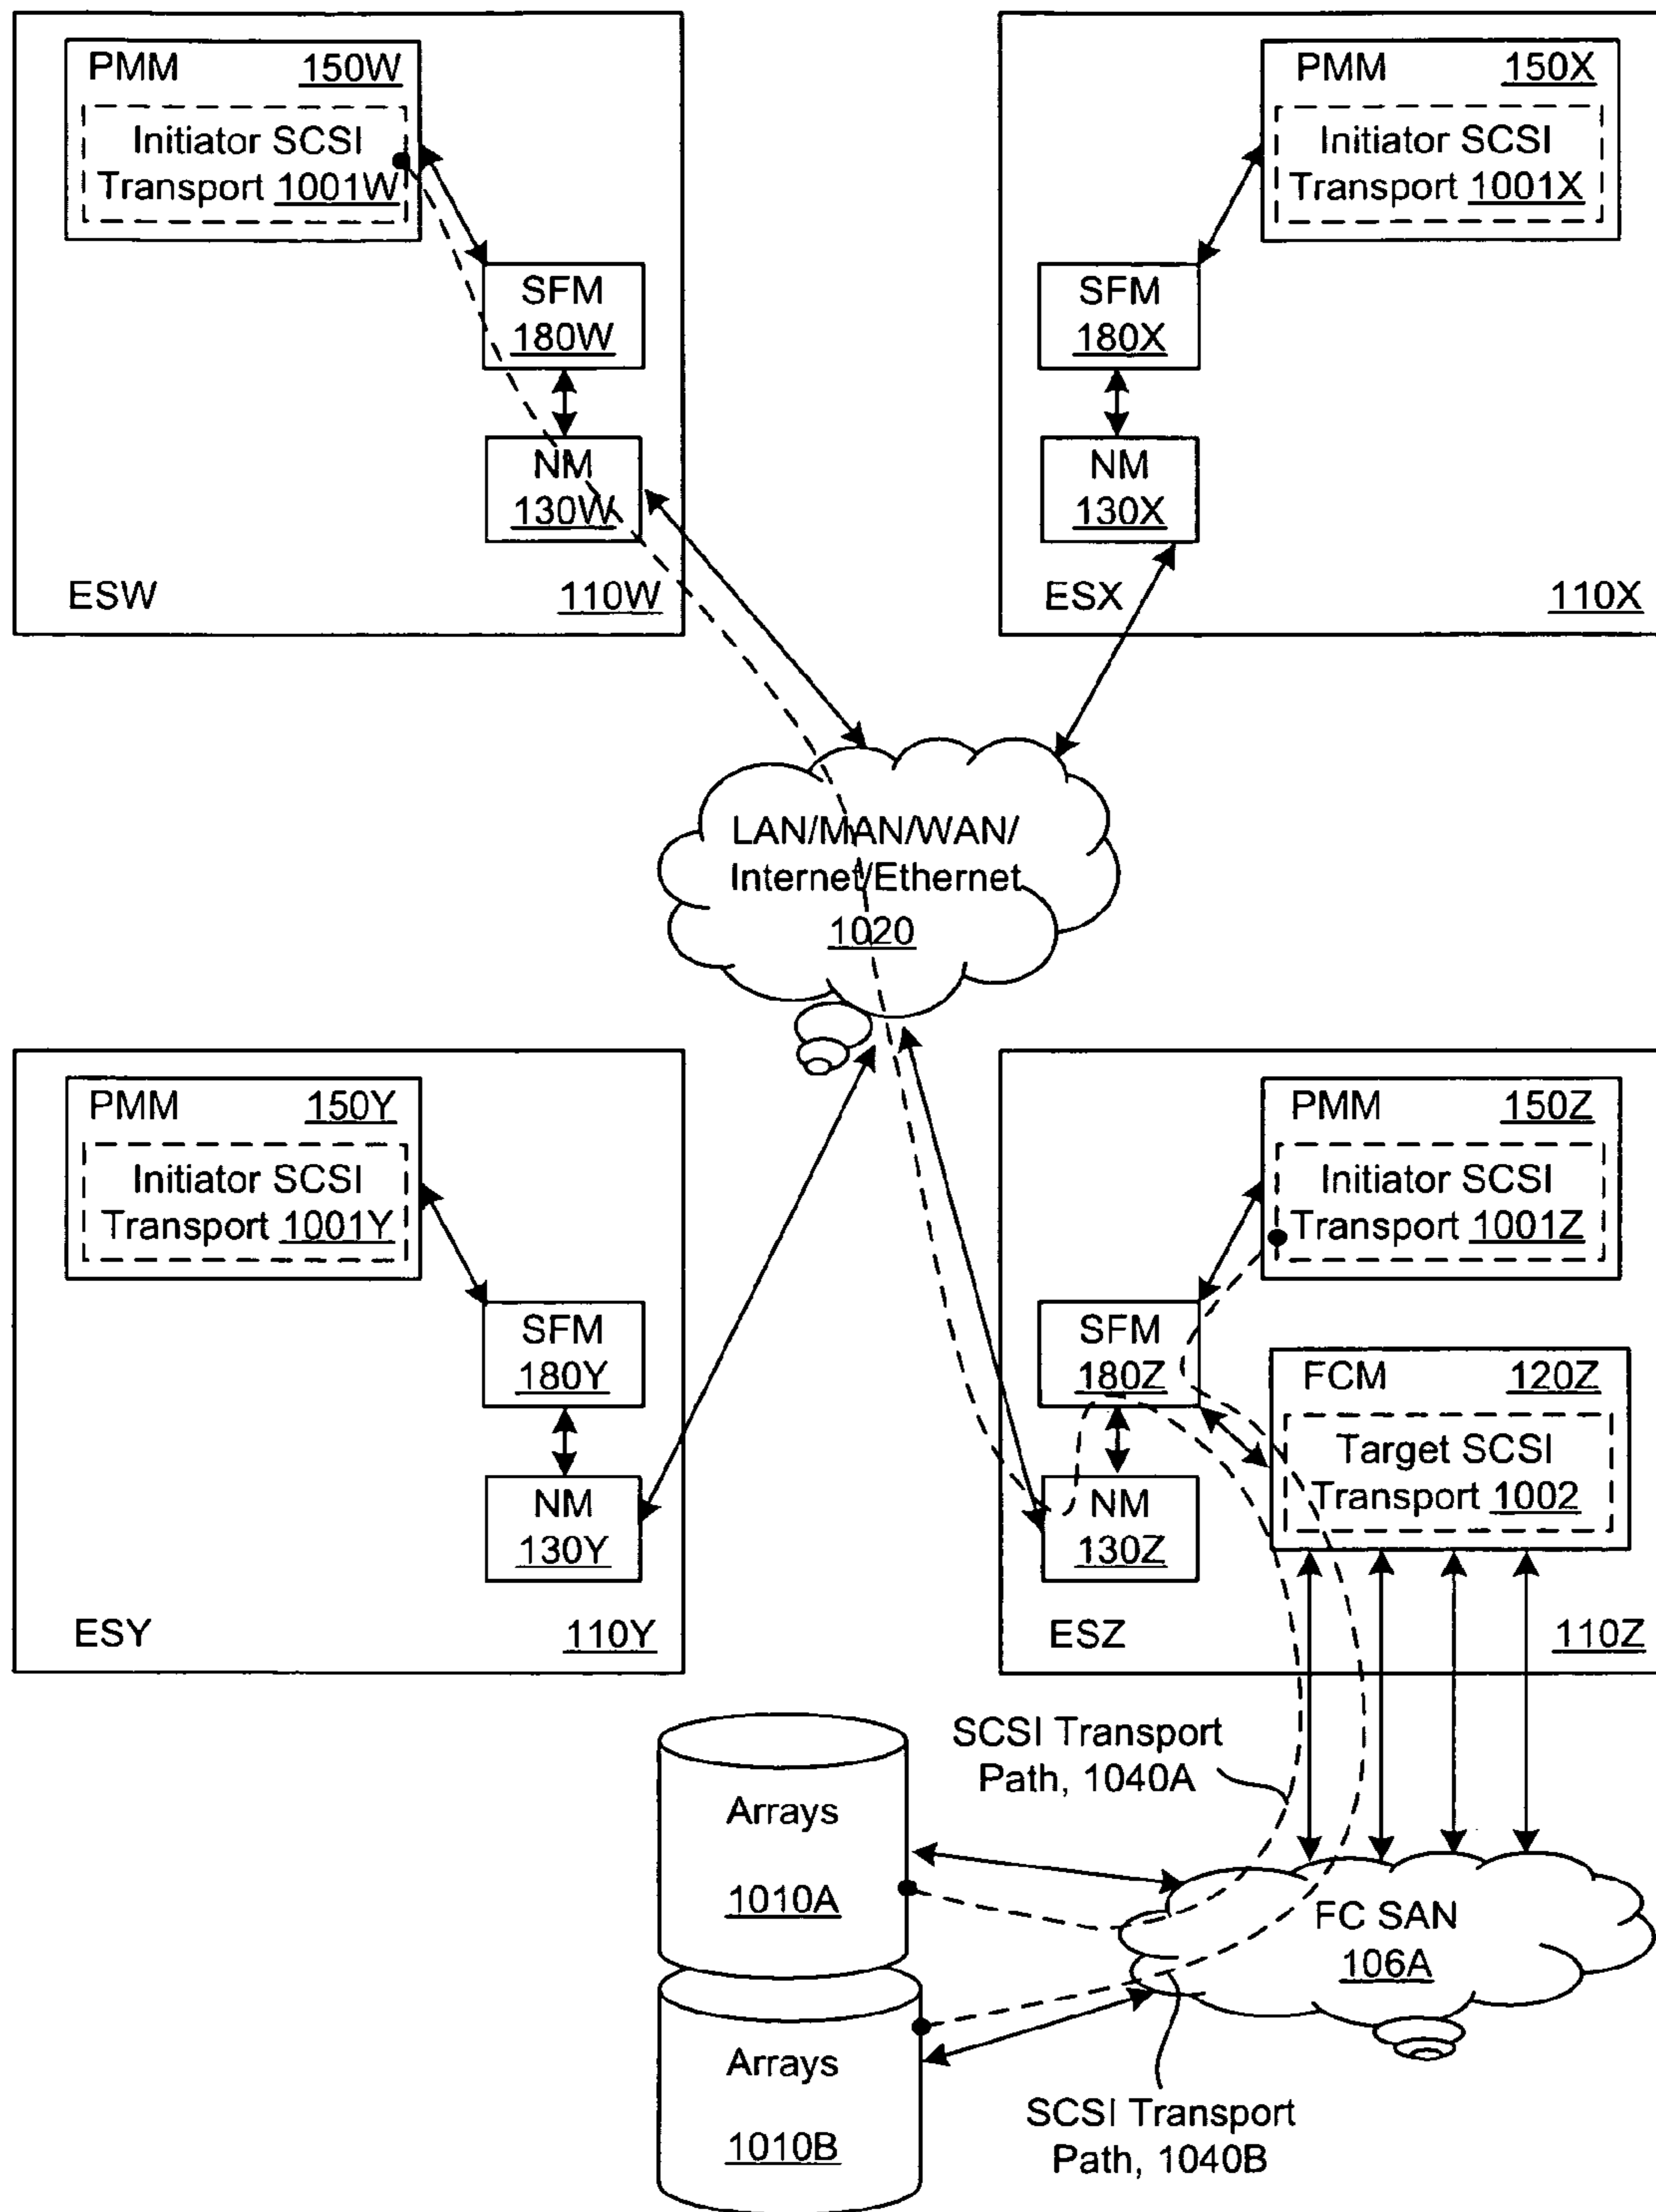 PMM 150W
Initiator SCSI
Transport 1001W
SFM
180W
NM
130W
ESW 110W
PMM 150X
Initiator SCSI
Transport 1001X
SFM
180X
NM
130X
ESX 110X
LAN/MAN/WAN/
Internet/Ethernet
1020
PMM 150Y
Initiator SCSI
Transport 1001Y
SFM
180Y
NM
130Y
ESY 110Y
PMM 150Z
Initiator SCSI
Transport 1001Z
SFM
180Z
FCM 120Z
Target SCSI
Transport 1002
NM
130Z
ESZ 110Z
SCSI Transport
Path, 1040A
Arrays
1010A
FC SAN
106A
Arrays
1010B
SCSI Transport
Path, 1040B